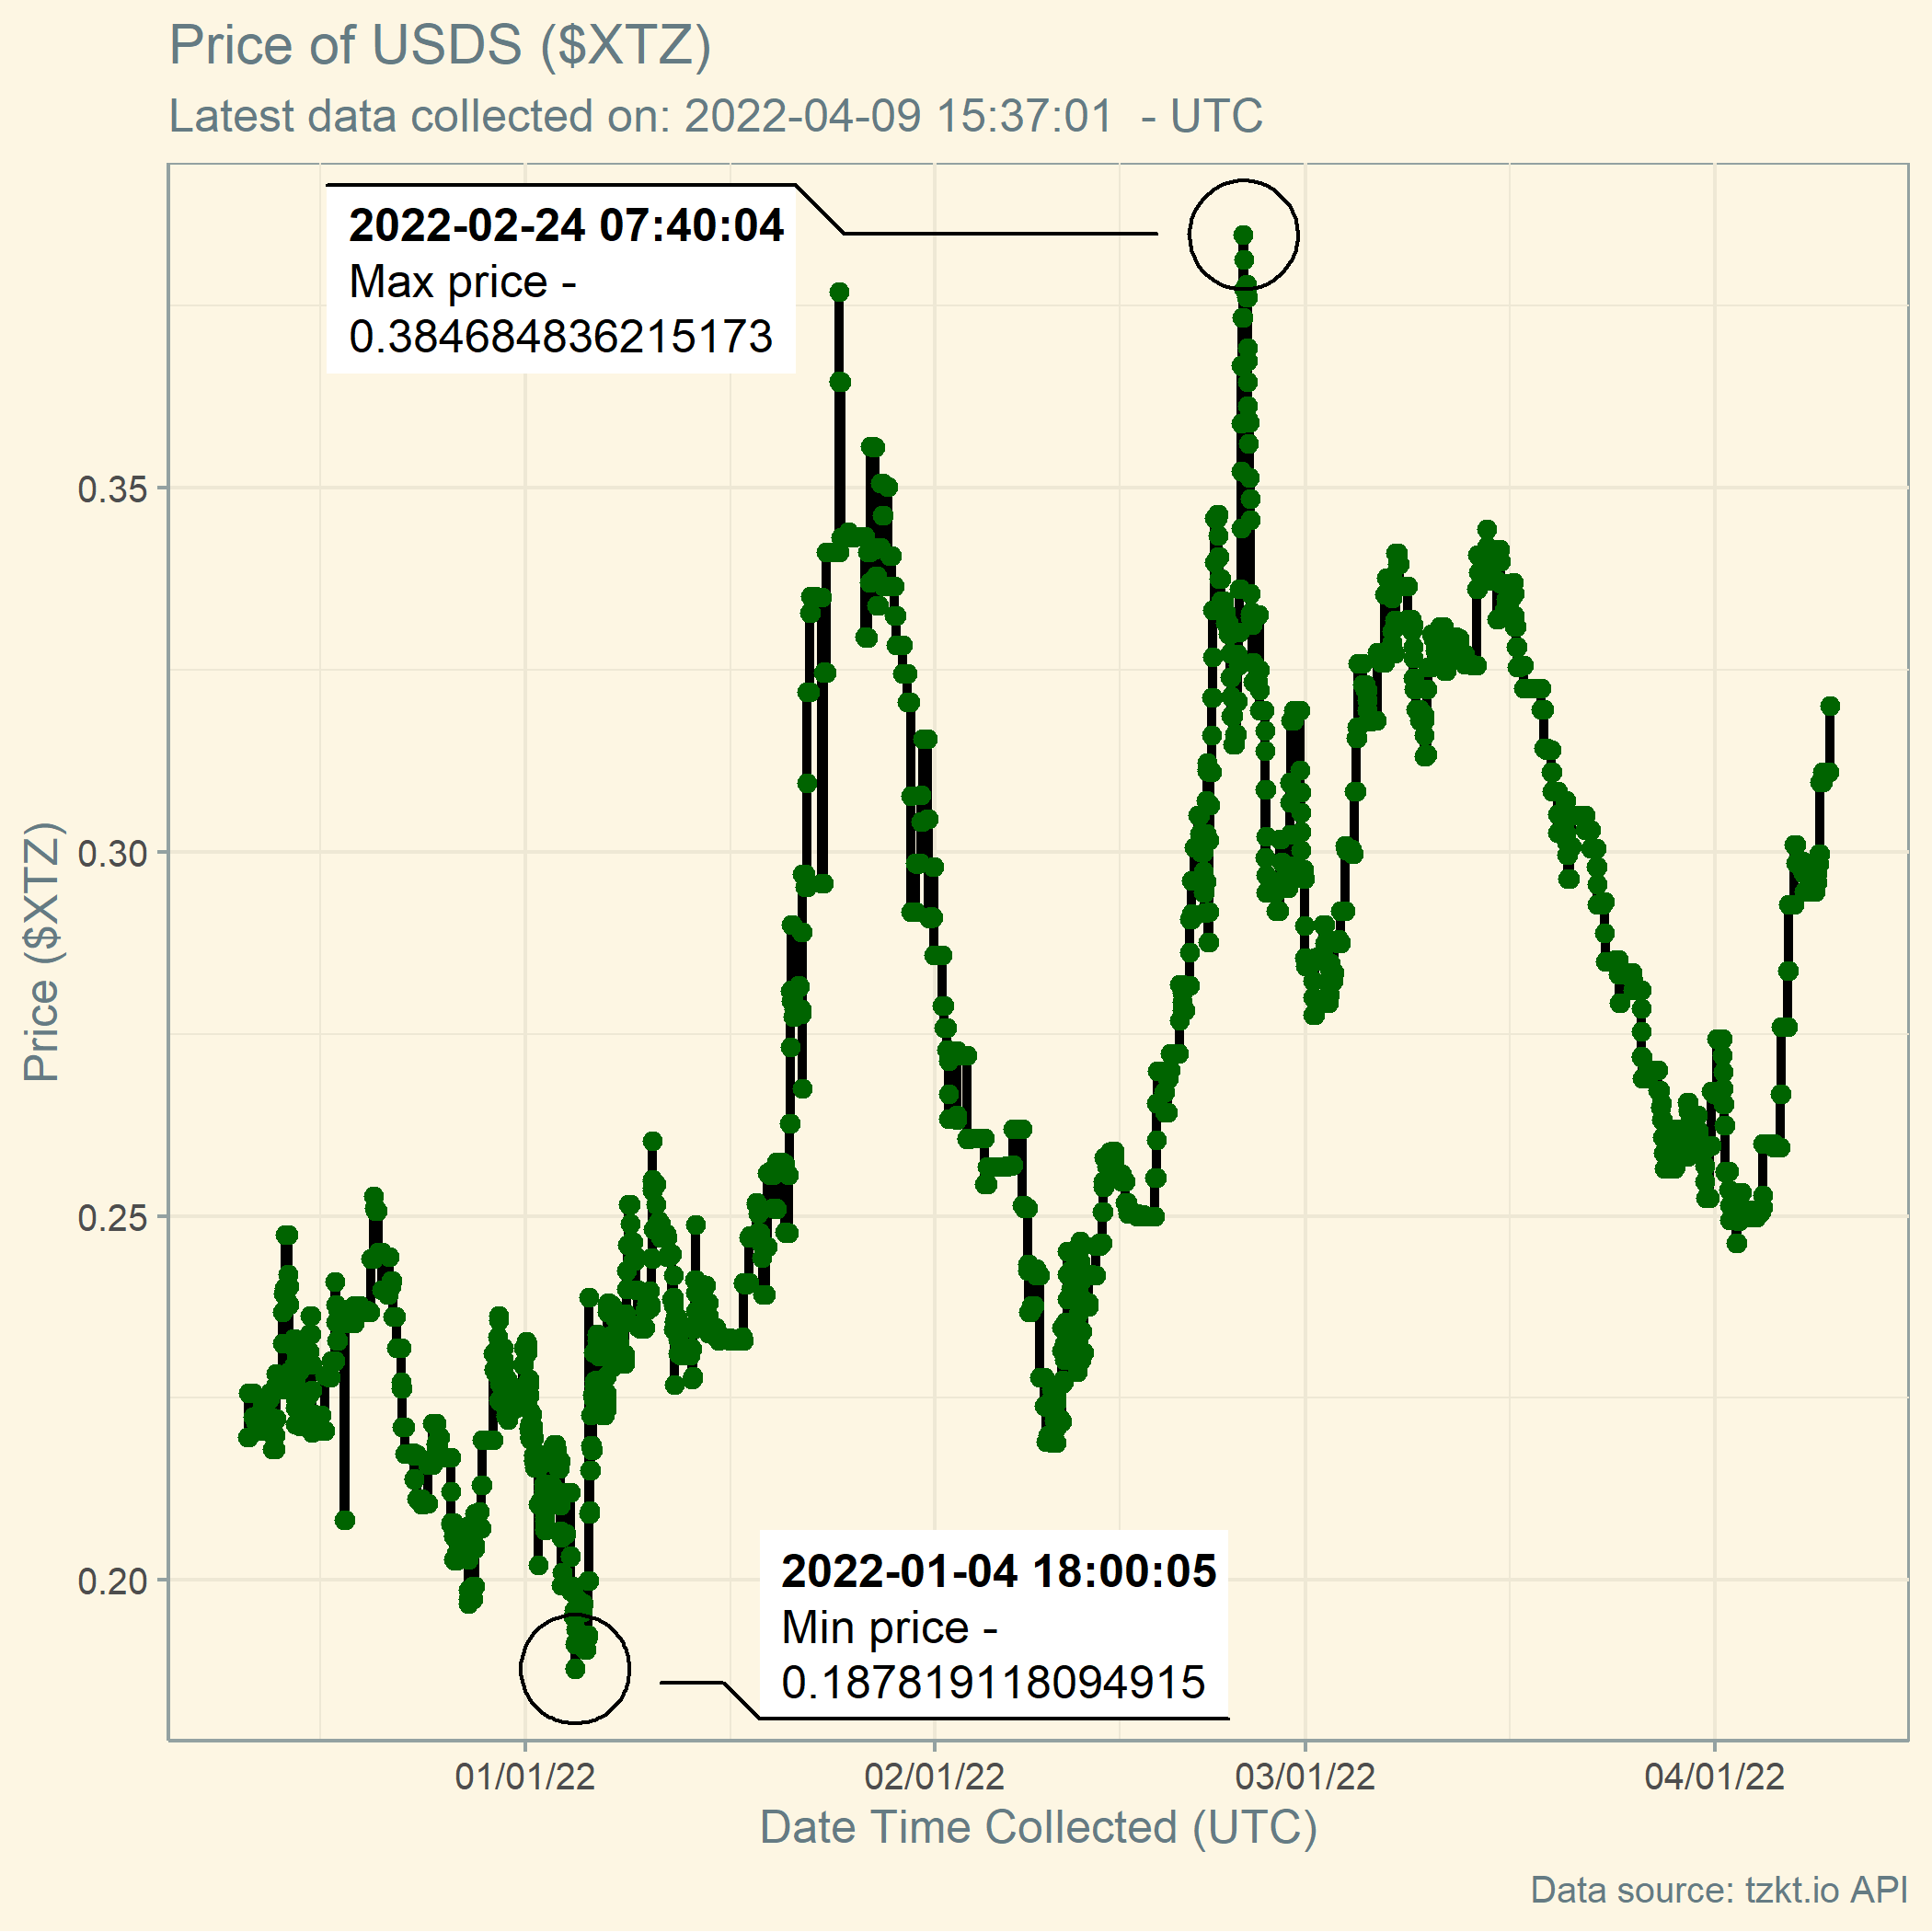 Price of USDS ($XTZ)
Latest data collected on: 2022-04-09 15:37:01  - UTC
2022-02-24 07:40:04
Max price -
0.384684836215173
0.35
0.30
0.25
0.20
Price ($XTZ)
2022-01-04 18:00:05
Min price -
0.187819118094915
01/01/22
02/01/22
03/01/22
04/01/22
Date Time Collected (UTC)
Data source: tzkt.io API